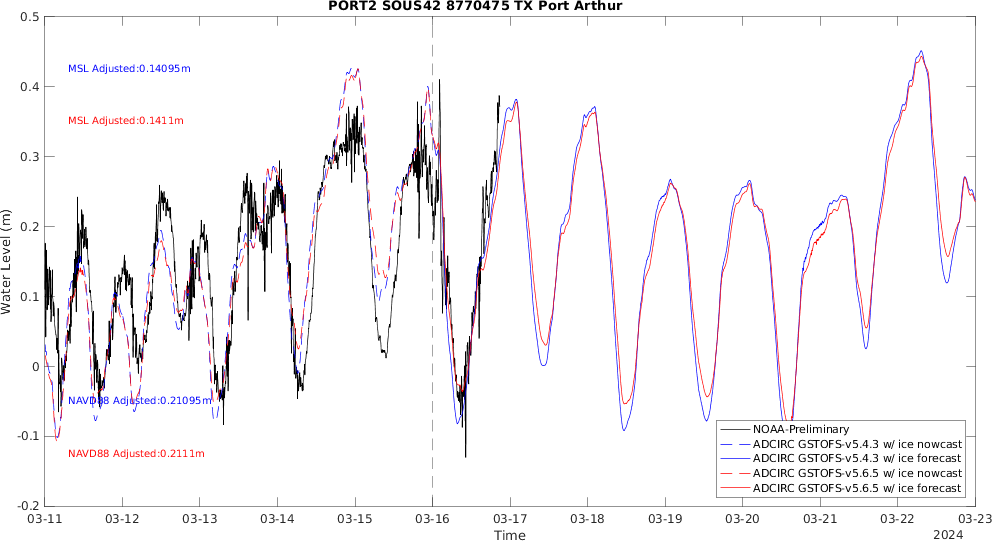 PORT2 SOUS42 8770475 TX Port Arthur
0.5
MSL Adjusted:0.14095m
0.4
MSL Adjusted:0.1411m
0.3
0.2
Water Level (m)
0.1
0
NAVD88 Adjusted:0.21095m
-0.1
NAVD88 Adjusted:0.2111m
NOAA-Preliminary
ADCIRC GSTOFS-v5.4.3 w/ ice nowcast
ADCIRC GSTOFS-v5.4.3 w/ ice forecast
ADCIRC GSTOFS-v5.6.5 w/ ice nowcast
ADCIRC GSTOFS-v5.6.5 w/ ice forecast
-0.2
03-11 03-12 03-13 03-14 03-15 03-16 03-17 03-18 03-19 03-20 03-21 03-22 03-23
Time
2024